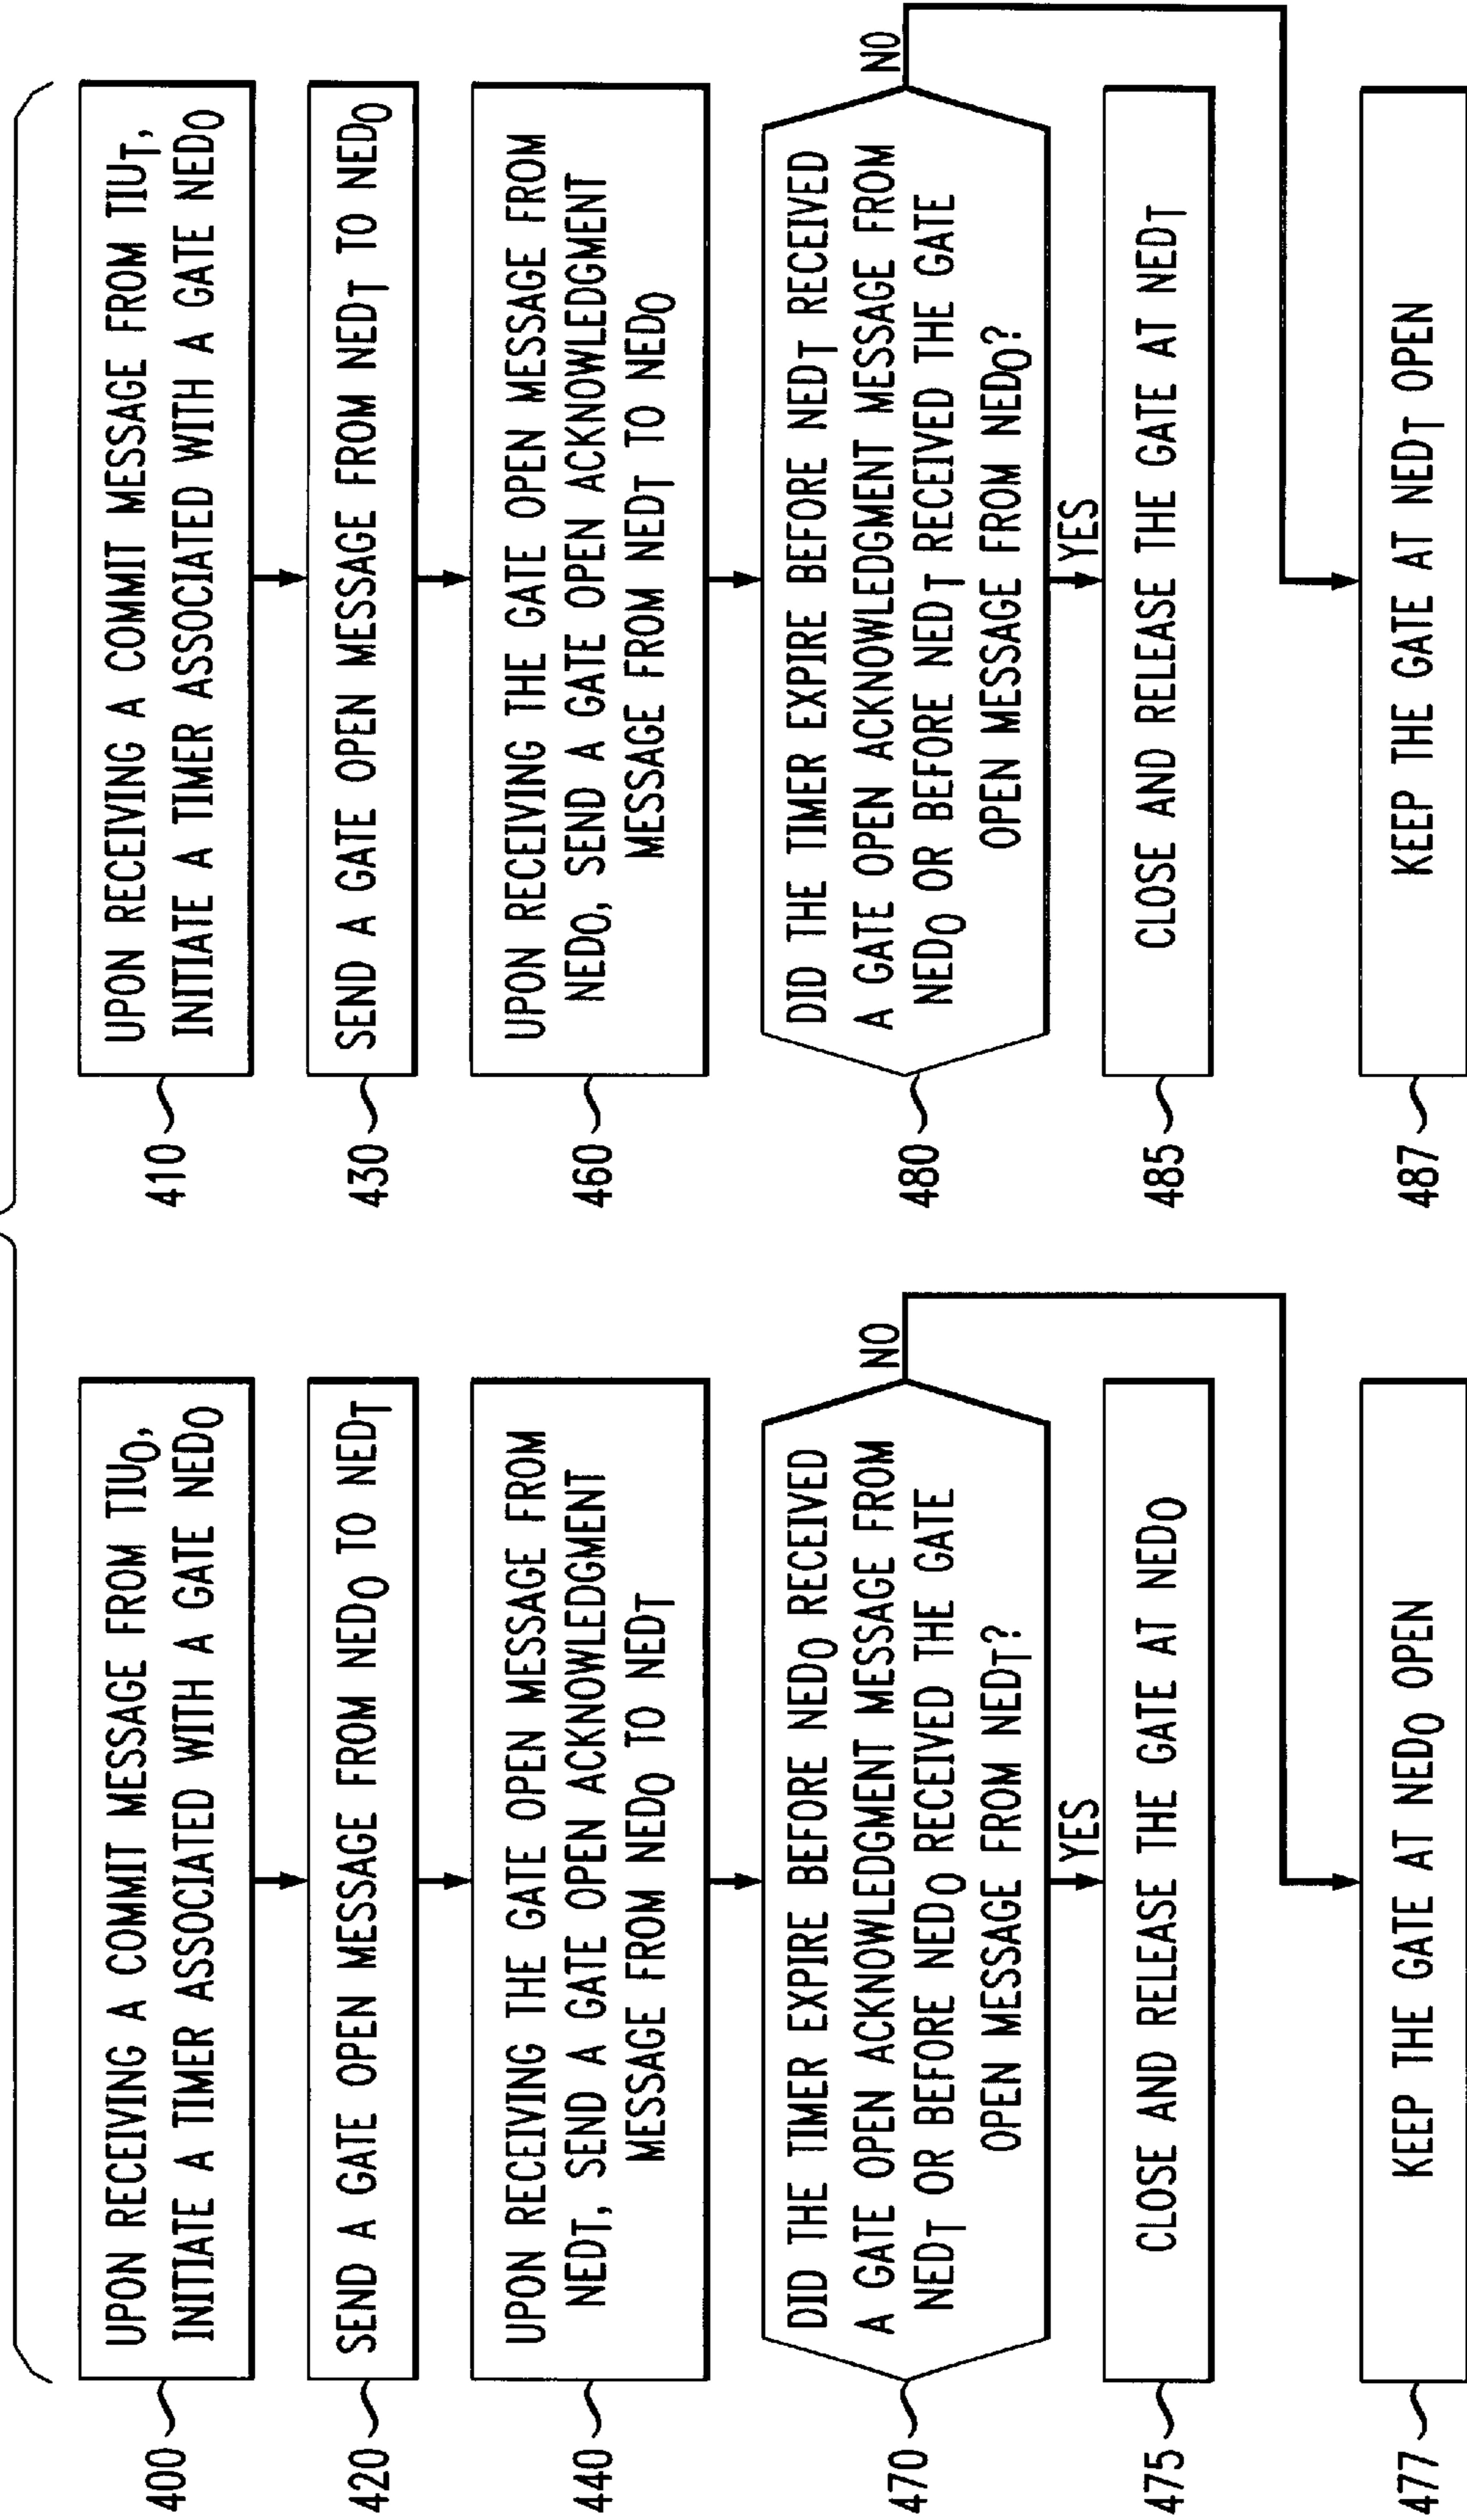 400
UPON RECEIVING A COMMIT MESSAGE FROM TIUO,
INITIATE A TIMER ASSOCIATED WITH A GATE NEDO
420
SEND A GATE OPEN MESSAGE FROM NEDO TO NEDT
440
UPON RECEIVING THE GATE OPEN MESSAGE FROM
NEDT, SEND A GATE OPEN ACKNOWLEDGMENT
MESSAGE FROM NEDO TO NEDT
470
DID THE TIMER EXPIRE BEFORE NEDO RECEIVED
A GATE OPEN ACKNOWLEDGMENT MESSAGE FROM
NEDT OR BEFORE NEDO RECEIVED THE GATE
OPEN MESSAGE FROM NEDT?
NO
YES
475
CLOSE AND RELEASE THE GATE AT NEDO
477
KEEP THE GATE AT NEDO OPEN
410
UPON RECEIVING A COMMIT MESSAGE FROM TIUT,
INITIATE A TIMER ASSOCIATED WITH A GATE NEDO
430
SEND A GATE OPEN MESSAGE FROM NEDT TO NEDO
460
UPON RECEIVING THE GATE OPEN MESSAGE FROM
NEDO, SEND A GATE OPEN ACKNOWLEDGMENT
MESSAGE FROM NEDT TO NEDO
480
DID THE TIMER EXPIRE BEFORE NEDT RECEIVED
A GATE OPEN ACKNOWLEDGMENT MESSAGE FROM
NEDO OR BEFORE NEDT RECEIVED THE GATE
OPEN MESSAGE FROM NEDO?
NO
YES
485
CLOSE AND RELEASE THE GATE AT NEDT
487
KEEP THE GATE AT NEDT OPEN